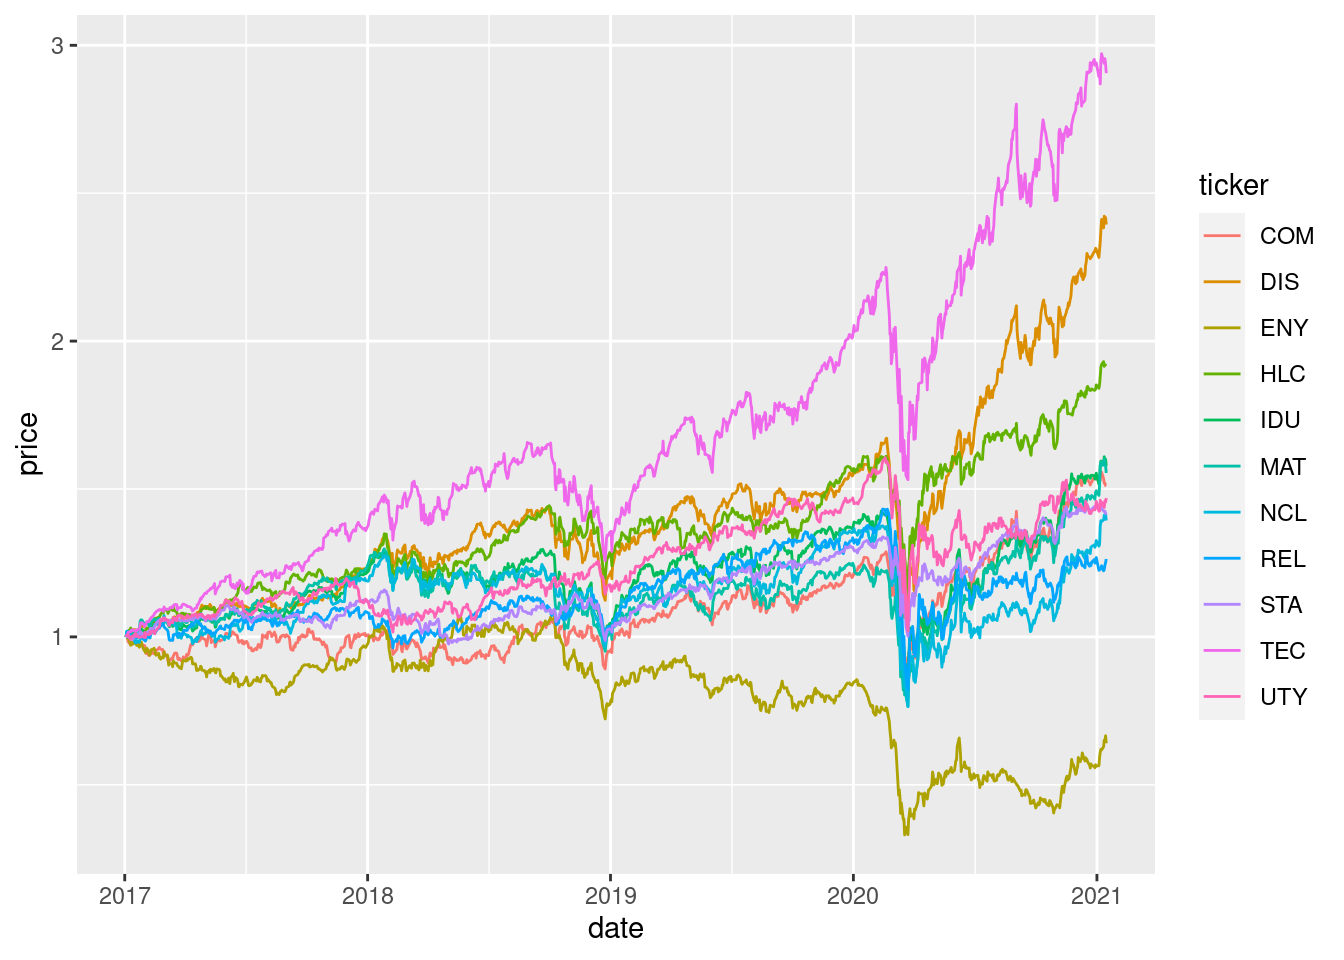 3
2
1
2017 2018 2019 2020 2021
date
price
ticker
COM
DIS
ENY
HLC
IDU
MAT
NCL
REL
STA
TEC
UTY